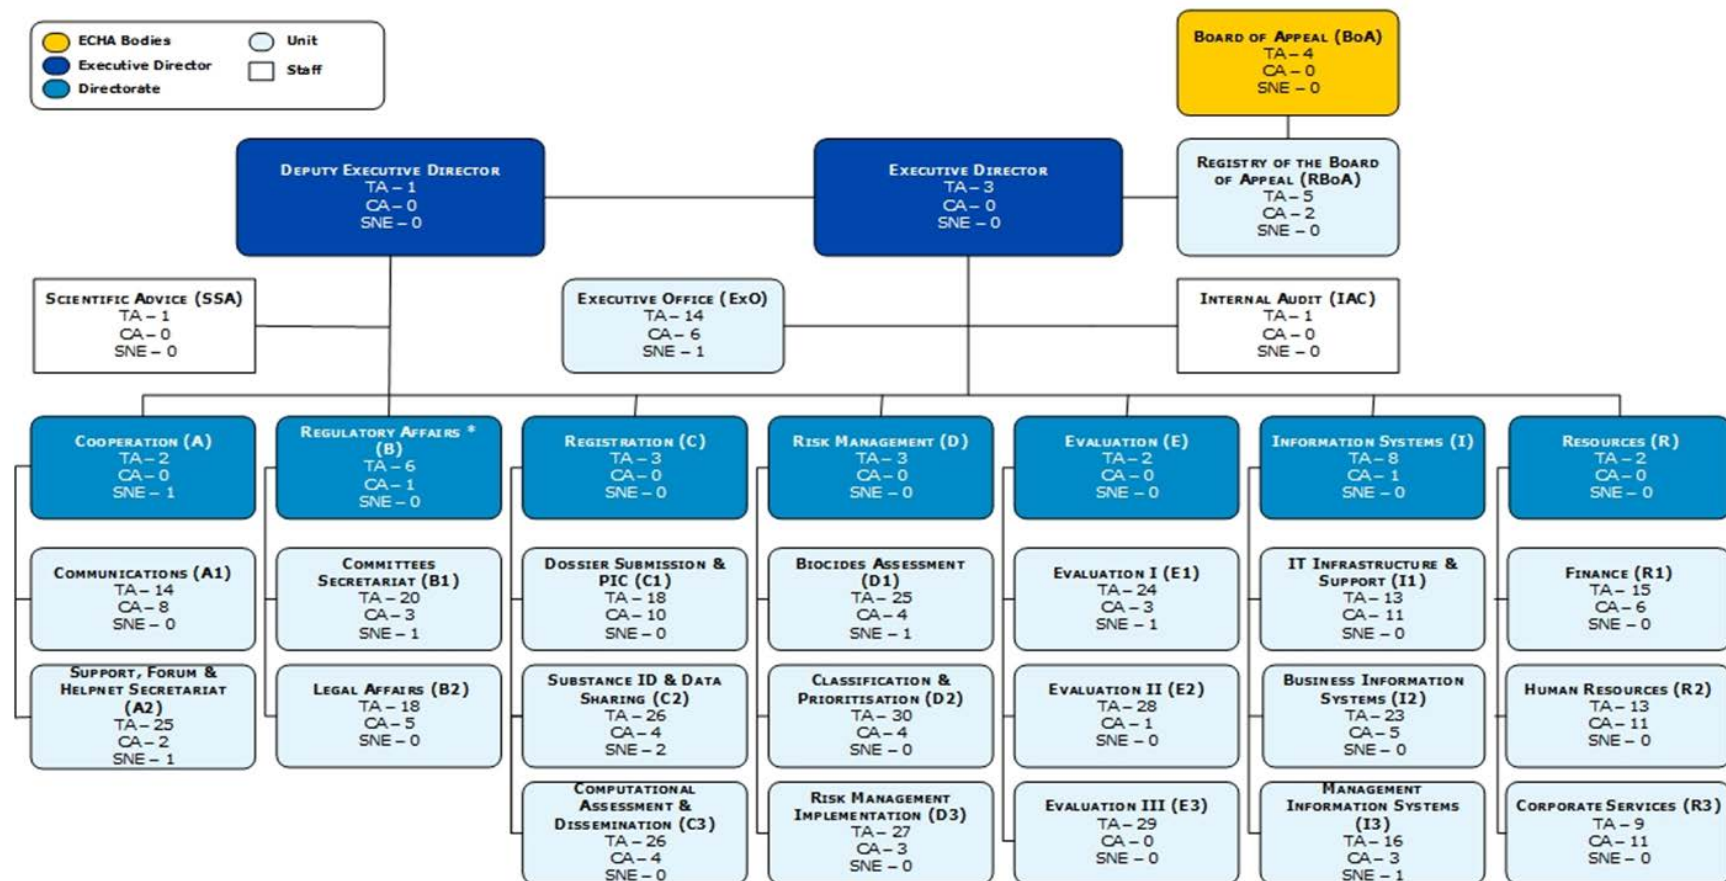 ECHA Bodies
Executive Director
Directorate
Unit
Staff
BOARD OF APPEAL (BOA)
TA – 4
CA – 0
SNE – 0
DEPUTY EXECUTIVE DIRECTOR
TA – 1
CA – 0
SNE – 0
EXECUTIVE DIRECTOR
TA – 3
CA – 0
SNE – 0
REGISTRY OF THE BOARD
OF APPEAL (RBOA)
TA – 5
CA – 2
SNE – 0
SCIENTIFIC ADVICE (SSA)
TA – 1
CA – 0
SNE – 0
EXECUTIVE OFFICE (EXO)
TA – 14
CA – 6
SNE – 1
INTERNAL AUDIT (IAC)
TA – 1
CA – 0
SNE – 0
COOPERATION (A)
TA – 2
CA – 0
SNE – 1
REGULATORY AFFAIRS *
(B)
TA – 6
CA – 1
SNE – 0
REGISTRATION (C)
TA – 3
CA – 0
SNE – 0
RISK MANAGEMENT (D)
TA – 3
CA – 0
SNE – 0
EVALUATION (E)
TA – 2
CA – 0
SNE – 0
INFORMATION SYSTEMS (I)
TA – 8
CA – 1
SNE – 0
RESOURCES (R)
TA – 2
CA – 0
SNE – 0
COMMUNICATIONS (A1)
TA – 14
CA – 8
SNE – 0
COMMITTEES
SECRETARIAT (B1)
TA – 20
CA – 3
SNE – 1
DOSSIER SUBMISSION &
PIC (C1)
TA – 18
CA – 10
SNE – 0
BIOCIDES ASSESSMENT
(D1)
TA – 25
CA – 4
SNE – 1
EVALUATION I (E1)
TA – 24
CA – 3
SNE – 1
IT INFRASTRUCTURE &
SUPPORT (I1)
TA – 13
CA – 11
SNE – 0
FINANCE (R1)
TA – 15
CA – 6
SNE – 0
SUPPORT, FORUM &
HELPNET SECRETARIAT
(A2)
TA – 25
CA – 2
SNE – 1
LEGAL AFFAIRS (B2)
TA – 18
CA – 5
SNE – 0
SUBSTANCE ID & DATA
SHARING (C2)
TA – 26
CA – 4
SNE – 2
CLASSIFICATION &
PRIORITISATION (D2)
TA – 30
CA – 4
SNE – 0
EVALUATION II (E2)
TA – 28
CA – 1
SNE – 0
BUSINESS INFORMATION
SYSTEMS (I2)
TA – 23
CA – 5
SNE – 0
HUMAN RESOURCES (R2)
TA – 13
CA – 11
SNE – 0
COMPUTATIONAL
ASSESSMENT &
DISSEMINATION (C3)
TA – 26
CA – 4
SNE – 0
RISK MANAGEMENT
IMPLEMENTATION (D3)
TA – 27
CA – 3
SNE – 0
EVALUATION III (E3)
TA – 29
CA – 0
SNE – 0
MANAGEMENT
INFORMATION SYSTEMS
(I3)
TA – 16
CA – 3
SNE – 1
CORPORATE SERVICES (R3)
TA – 9
CA – 11
SNE – 0